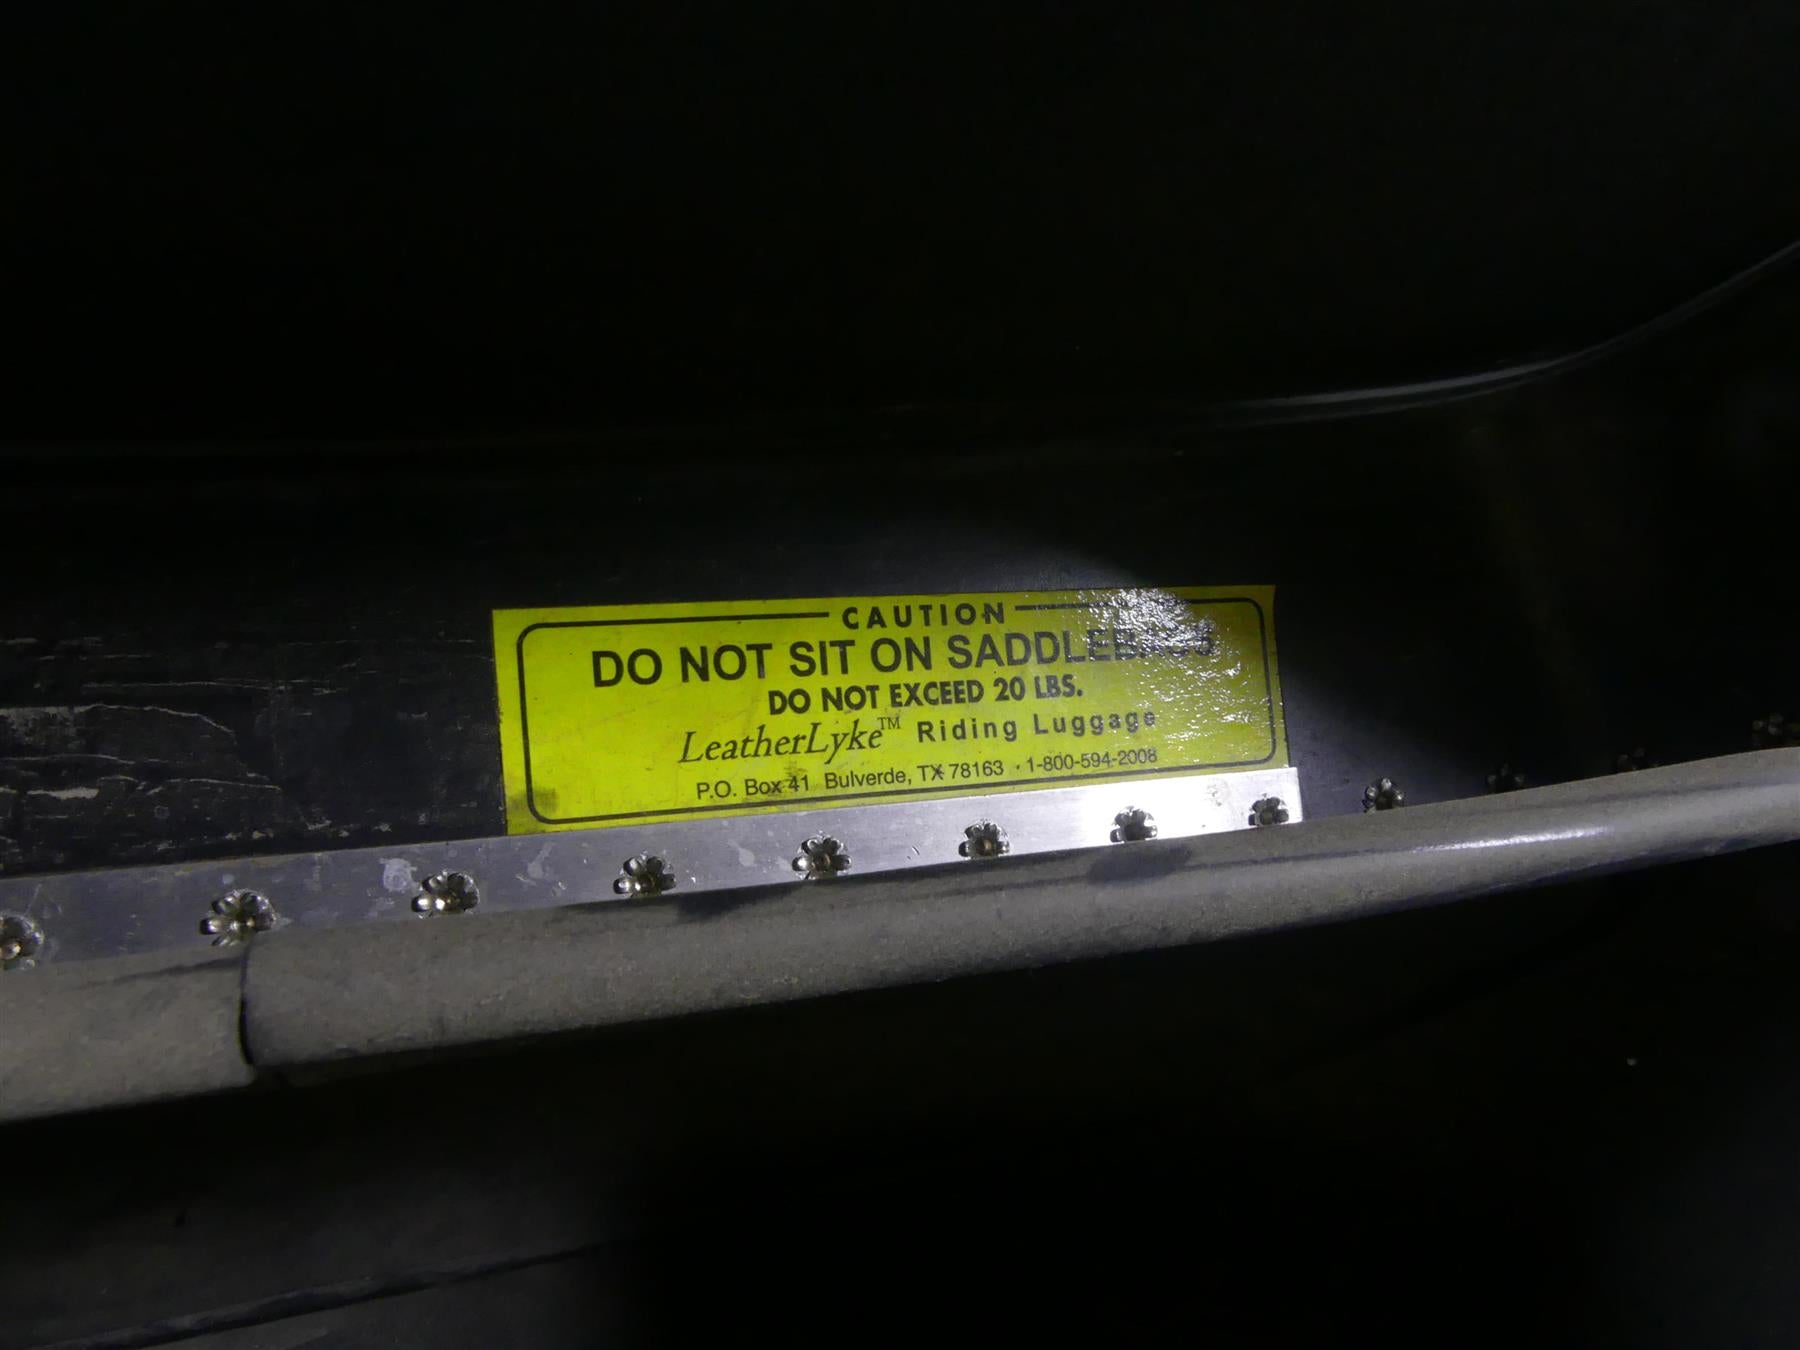 CAUTION
DO NOT SIT ON SADDLEBAGS
DO NOT EXCEED 20 LBS.
LeatherLyke™ Riding Luggage
P.O. Box 41 Bulverde, TX 78163 · 1-800-594-2008